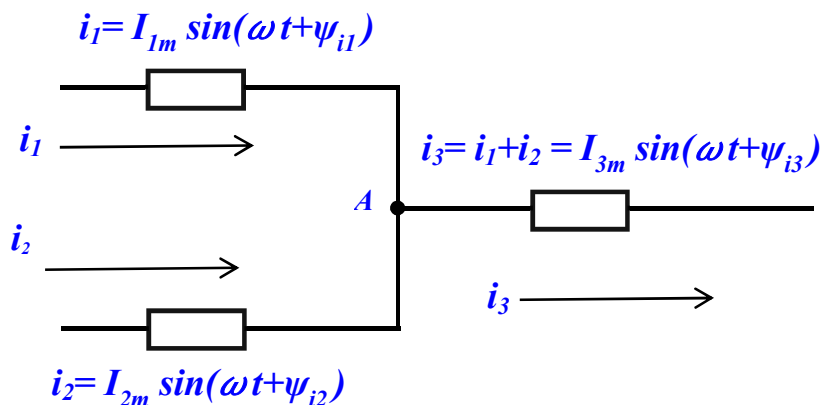 i₁= I₁ₘ sin(ωt+ψᵢ₁)
i₁
i₃= i₁+i₂ = I₃ₘ sin(ωt+ψᵢ₃)
A
i₂
i₃
i₂= I₂ₘ sin(ωt+ψᵢ₂)